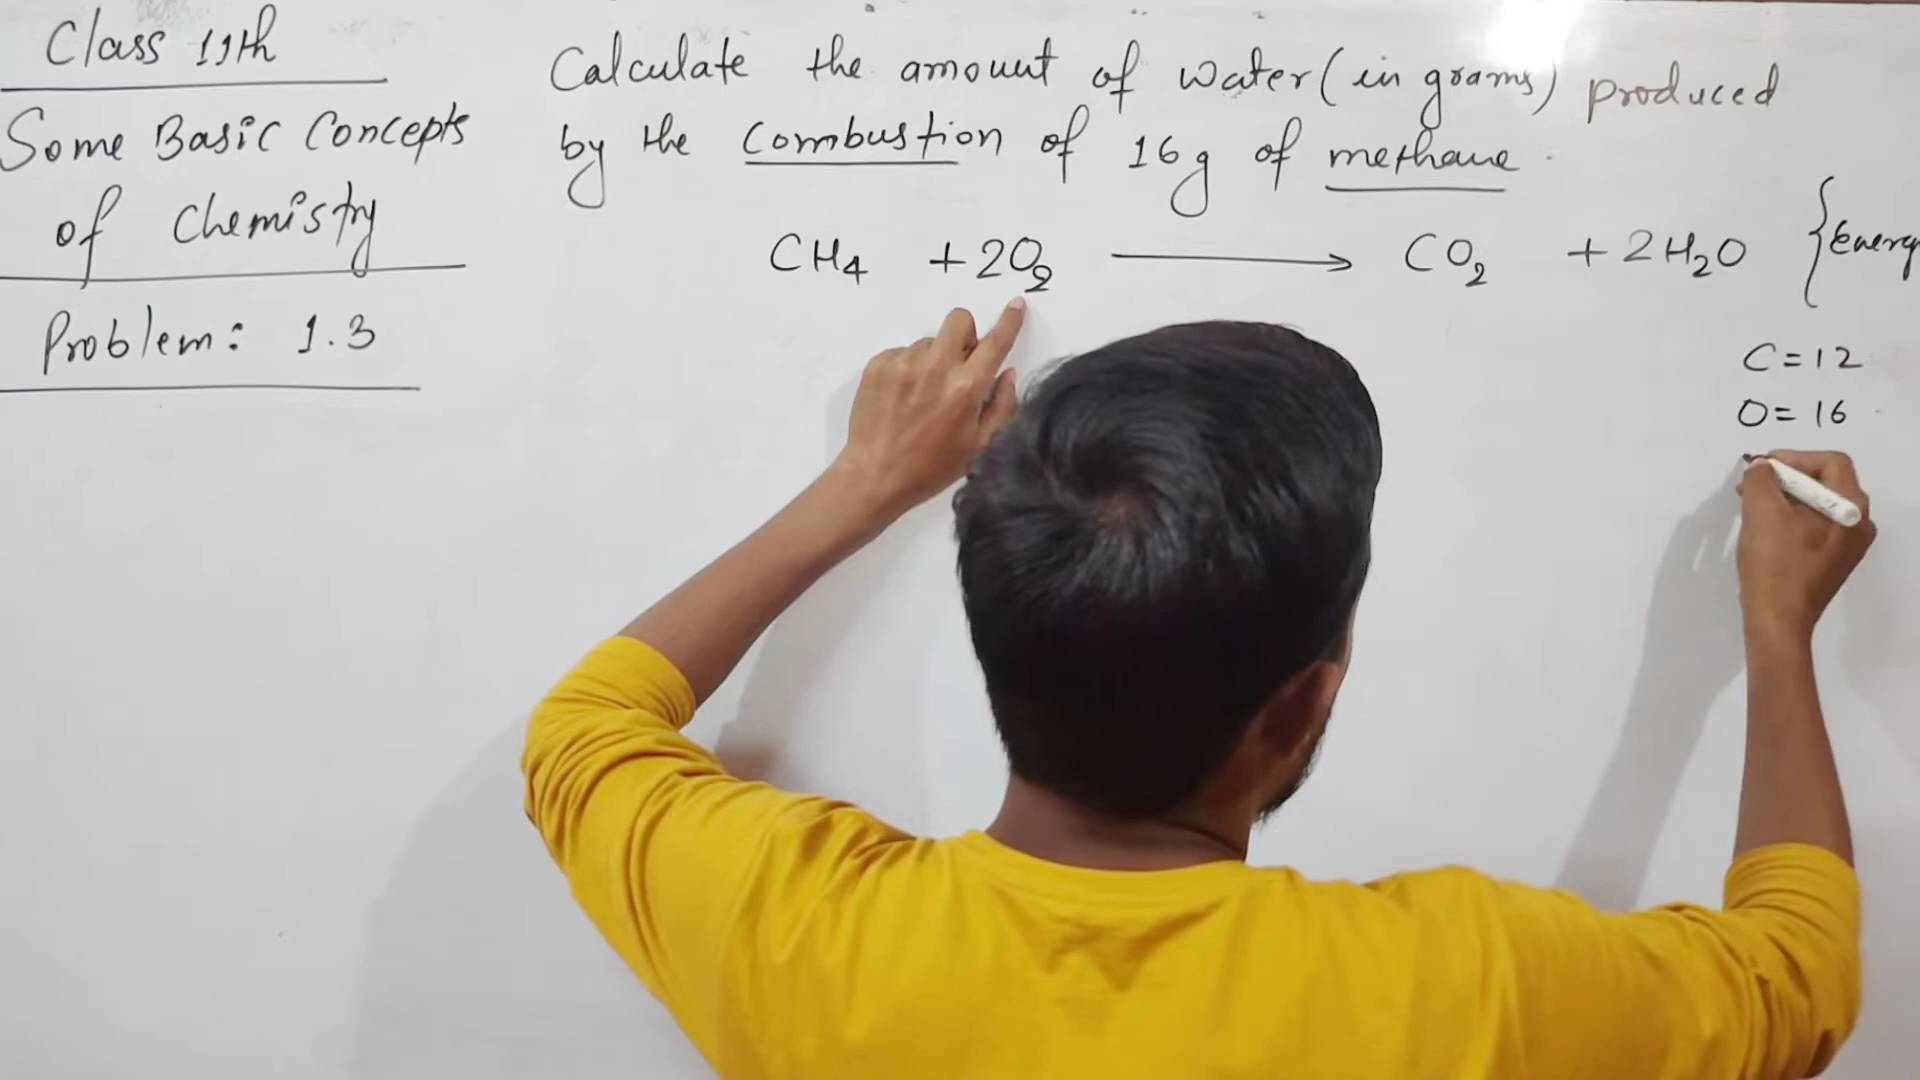 Class 11th
Some Basic Concepts
of Chemistry
Problem: 1.3
Calculate the amount of water (in grams) produced
by the combustion of 16g of methane.
CH₄ + 2O₂ ⟶ CO₂ + 2H₂O {Energy
C = 12
O = 16